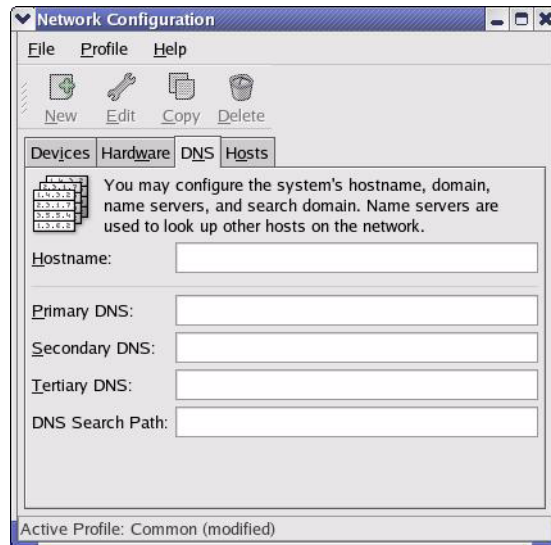 Network Configuration
File Profile Help
New Edit Copy Delete
Devices Hardware DNS Hosts
You may configure the system's hostname, domain,
name servers, and search domain. Name servers are
used to look up other hosts on the network.
Hostname:
Primary DNS:
Secondary DNS:
Tertiary DNS:
DNS Search Path:
Active Profile: Common (modified)